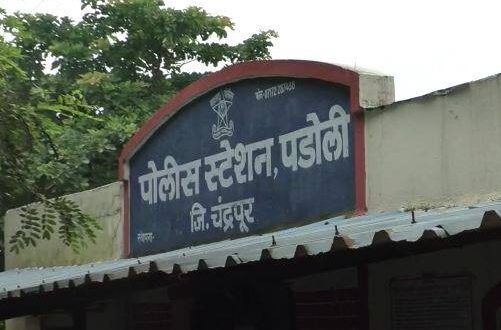 पोलीस स्टेशन, पडोली
जि. चंद्रपूर